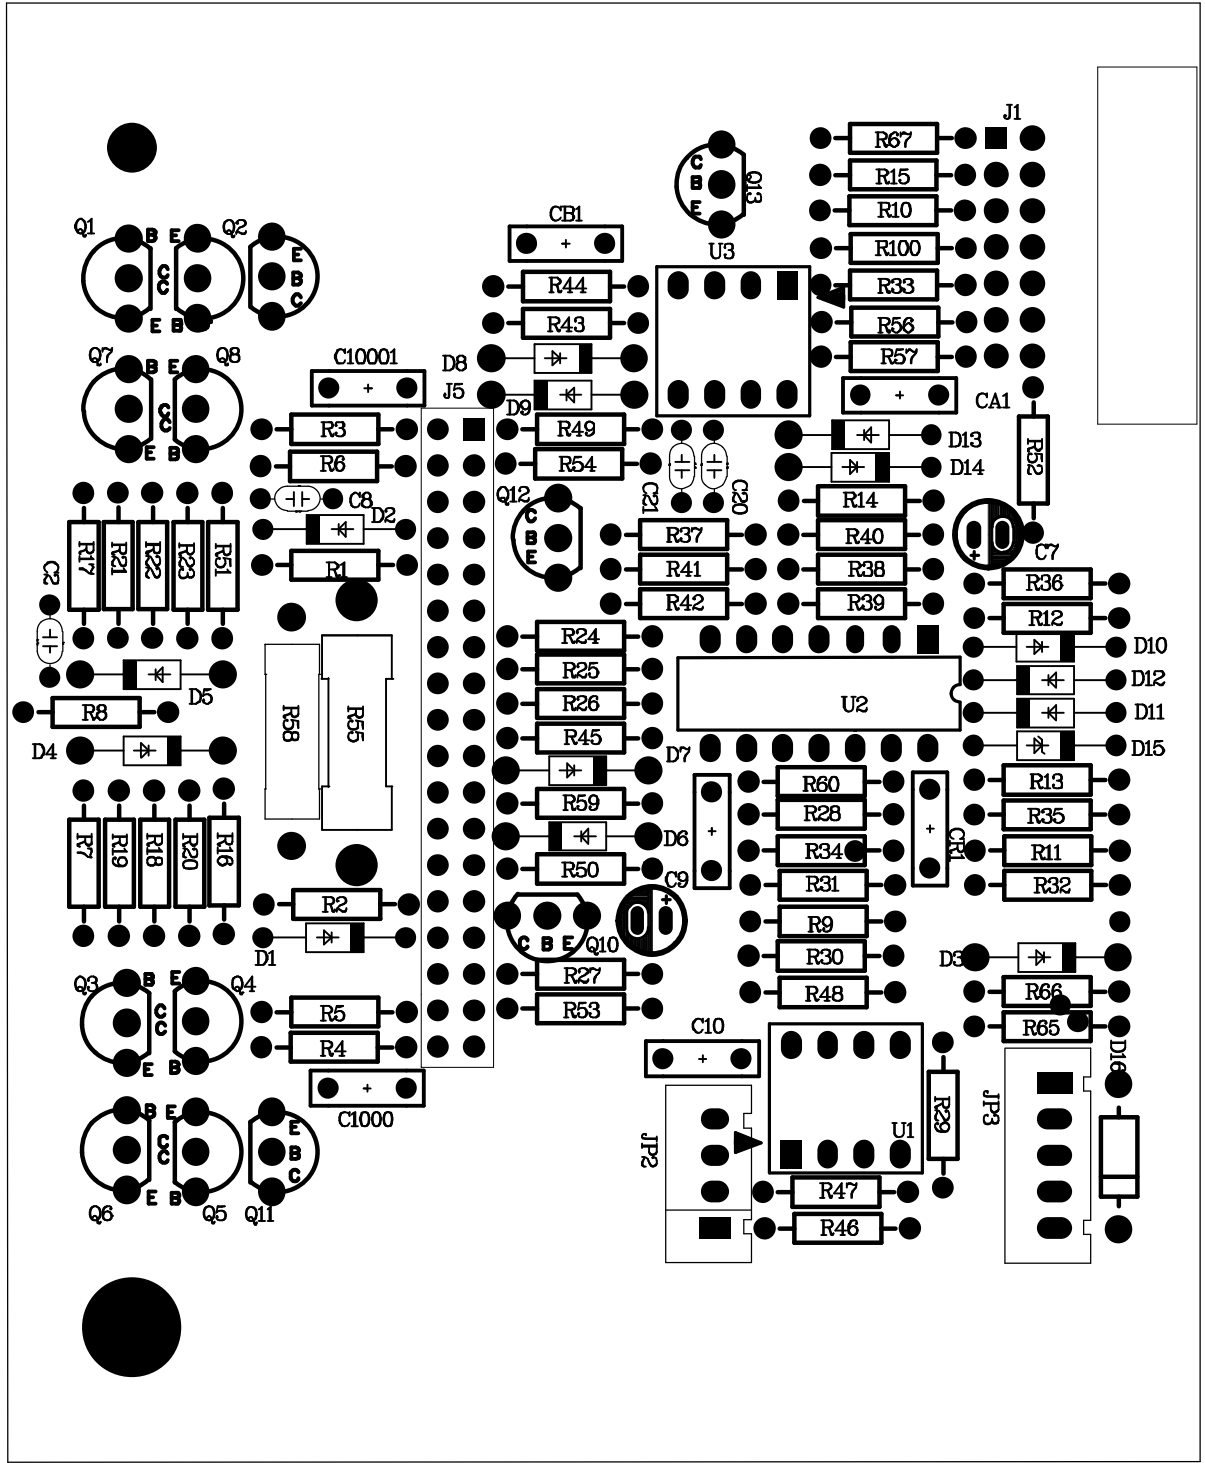 J1
R67
R15
R10
R100
R33
R56
R57
CA1
C
B
E
Q13
U3
CB1
R44
R43
D8
D9
R49
R54
Q1
B E
C
C
E B
Q2
E
B
C
Q7
B E
C
C
E B
Q8
C10001
J5
R3
R6
C8
D2
R1
Q12
C
B
E
C21
C20
D13
D14
R14
R40
R38
R39
R37
R41
R42
R52
C7
+
R36
R12
D10
D12
D11
D15
R13
R35
R11
R32
R17
R21
R22
R23
R51
C2
D5
R8
D4
R7
R19
R18
R20
R16
R58
R55
R24
R25
R26
R45
D7
R59
D6
R50
C9
+
U2
R60
R28
R34
R31
R9
R30
R48
CR1
R2
D1
C B E
Q10
R27
R53
D3
R66
R65
D16
Q3
B E
C
C
E B
Q4
R5
R4
C1000
C10
R29
U1
JP2
JP3
R47
R46
Q6
B E
C
C
E B
Q5
Q11
E
B
C